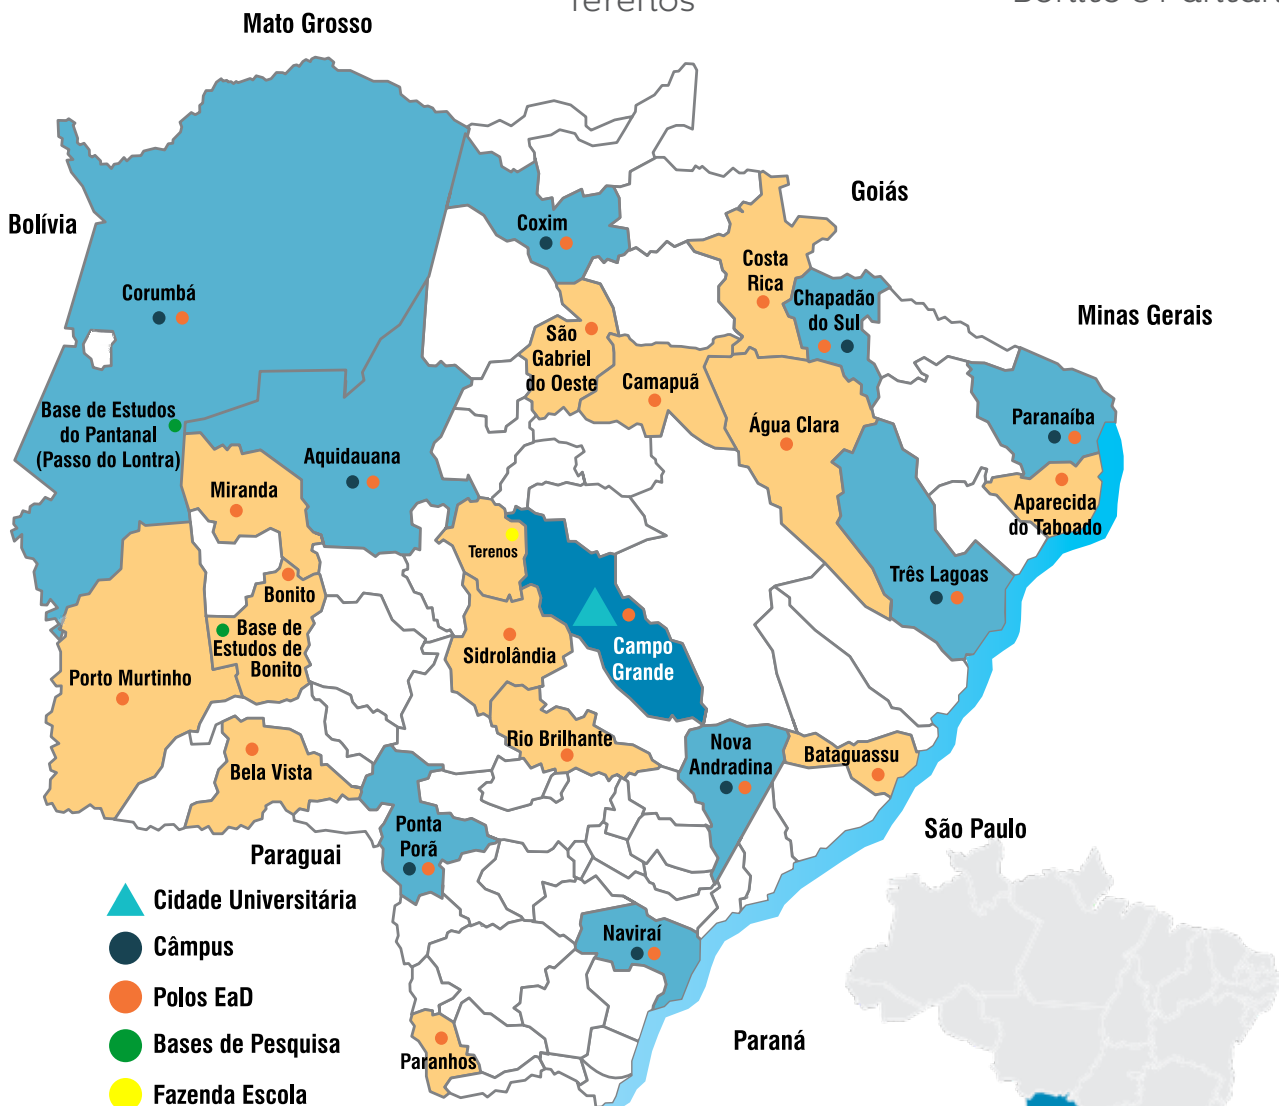 Terenos
Mato Grosso
Goiás
Bolívia
Coxim
Costa
Rica
Corumbá
Chapadão
do Sul
Minas Gerais
São
Gabriel
do Oeste
Camapuã
Base de Estudos
do Pantanal
(Passo do Lontra)
Água Clara
Paranaíba
Aquidauana
Miranda
Aparecida
do Taboado
Terenos
Três Lagoas
Bonito
Base de
Estudos de
Bonito
Sidrolândia
Campo
Grande
Porto Murtinho
Rio Brilhante
Nova
Andradina
Bataguassu
Bela Vista
Ponta
Porã
São Paulo
Paraguai
Cidade Universitária
Câmpus
Naviraí
Polos EaD
Bases de Pesquisa
Paraná
Paranhos
Fazenda Escola